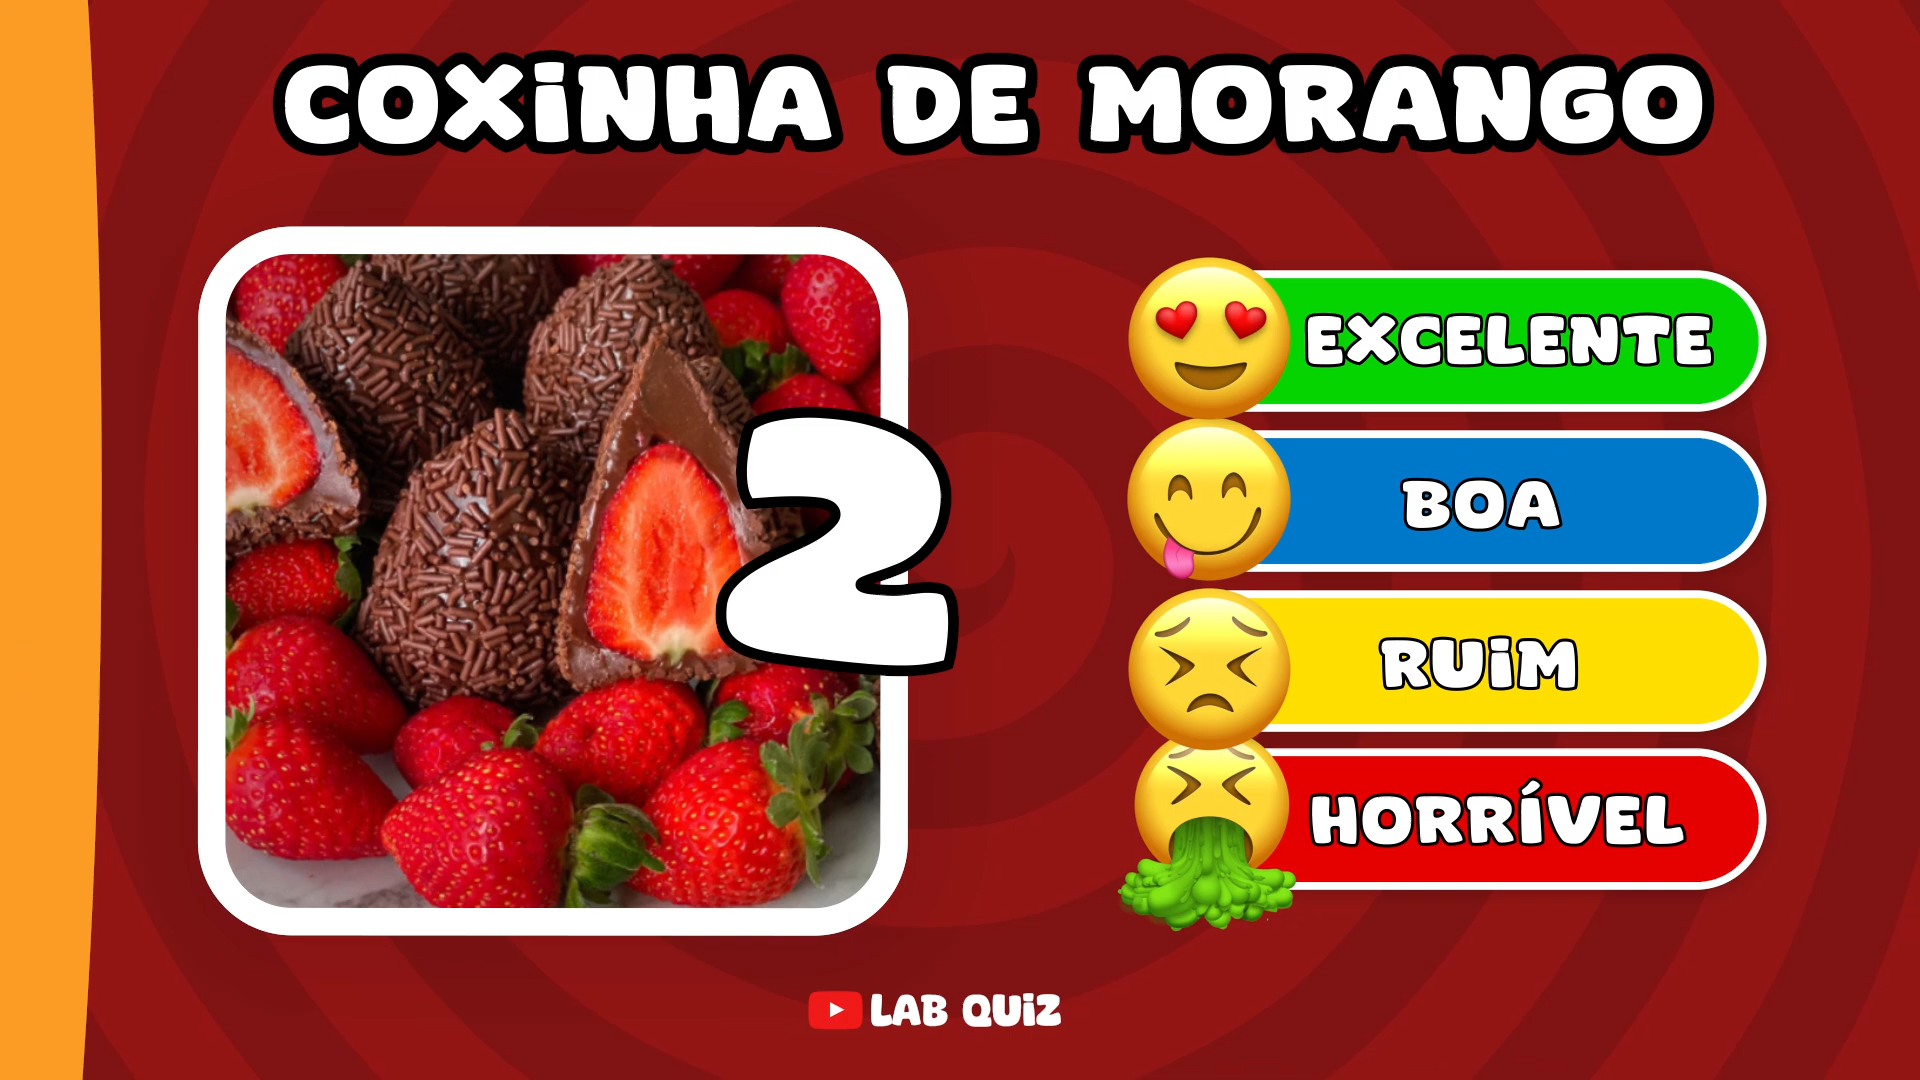 COXINHA DE MORANGO
2
EXCELENTE
BOA
RUIM
HORRÍVEL
LAB QUIZ